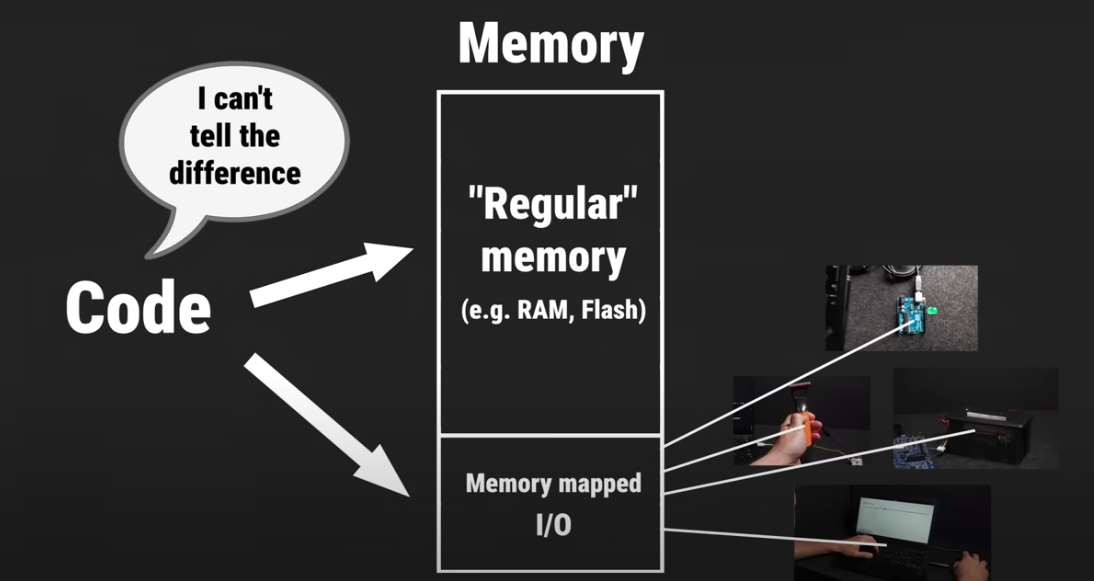 Memory
I can't
tell the
difference
"Regular"
memory
(e.g. RAM, Flash)
Code
Memory mapped
I/O